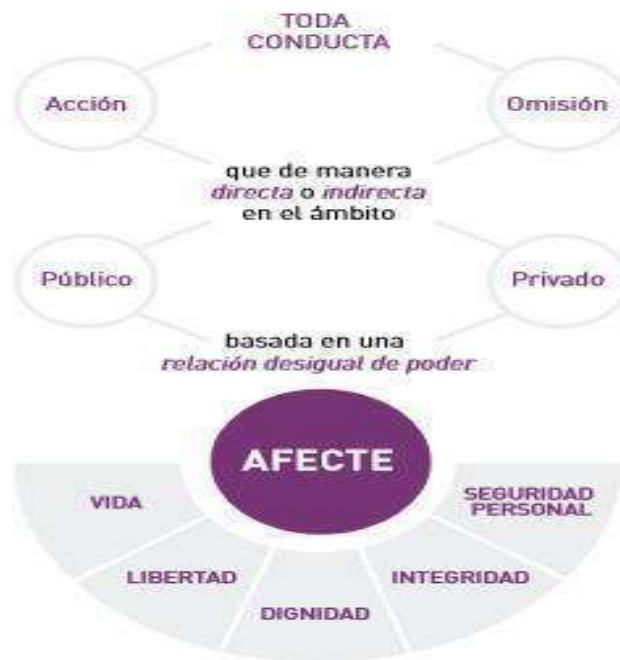 TODA
CONDUCTA
Acción
Omisión
que de manera
directa o indirecta
en el ámbito
Público
Privado
basada en una
relación desigual de poder
AFECTE
VIDA
LIBERTAD
DIGNIDAD
INTEGRIDAD
SEGURIDAD
PERSONAL